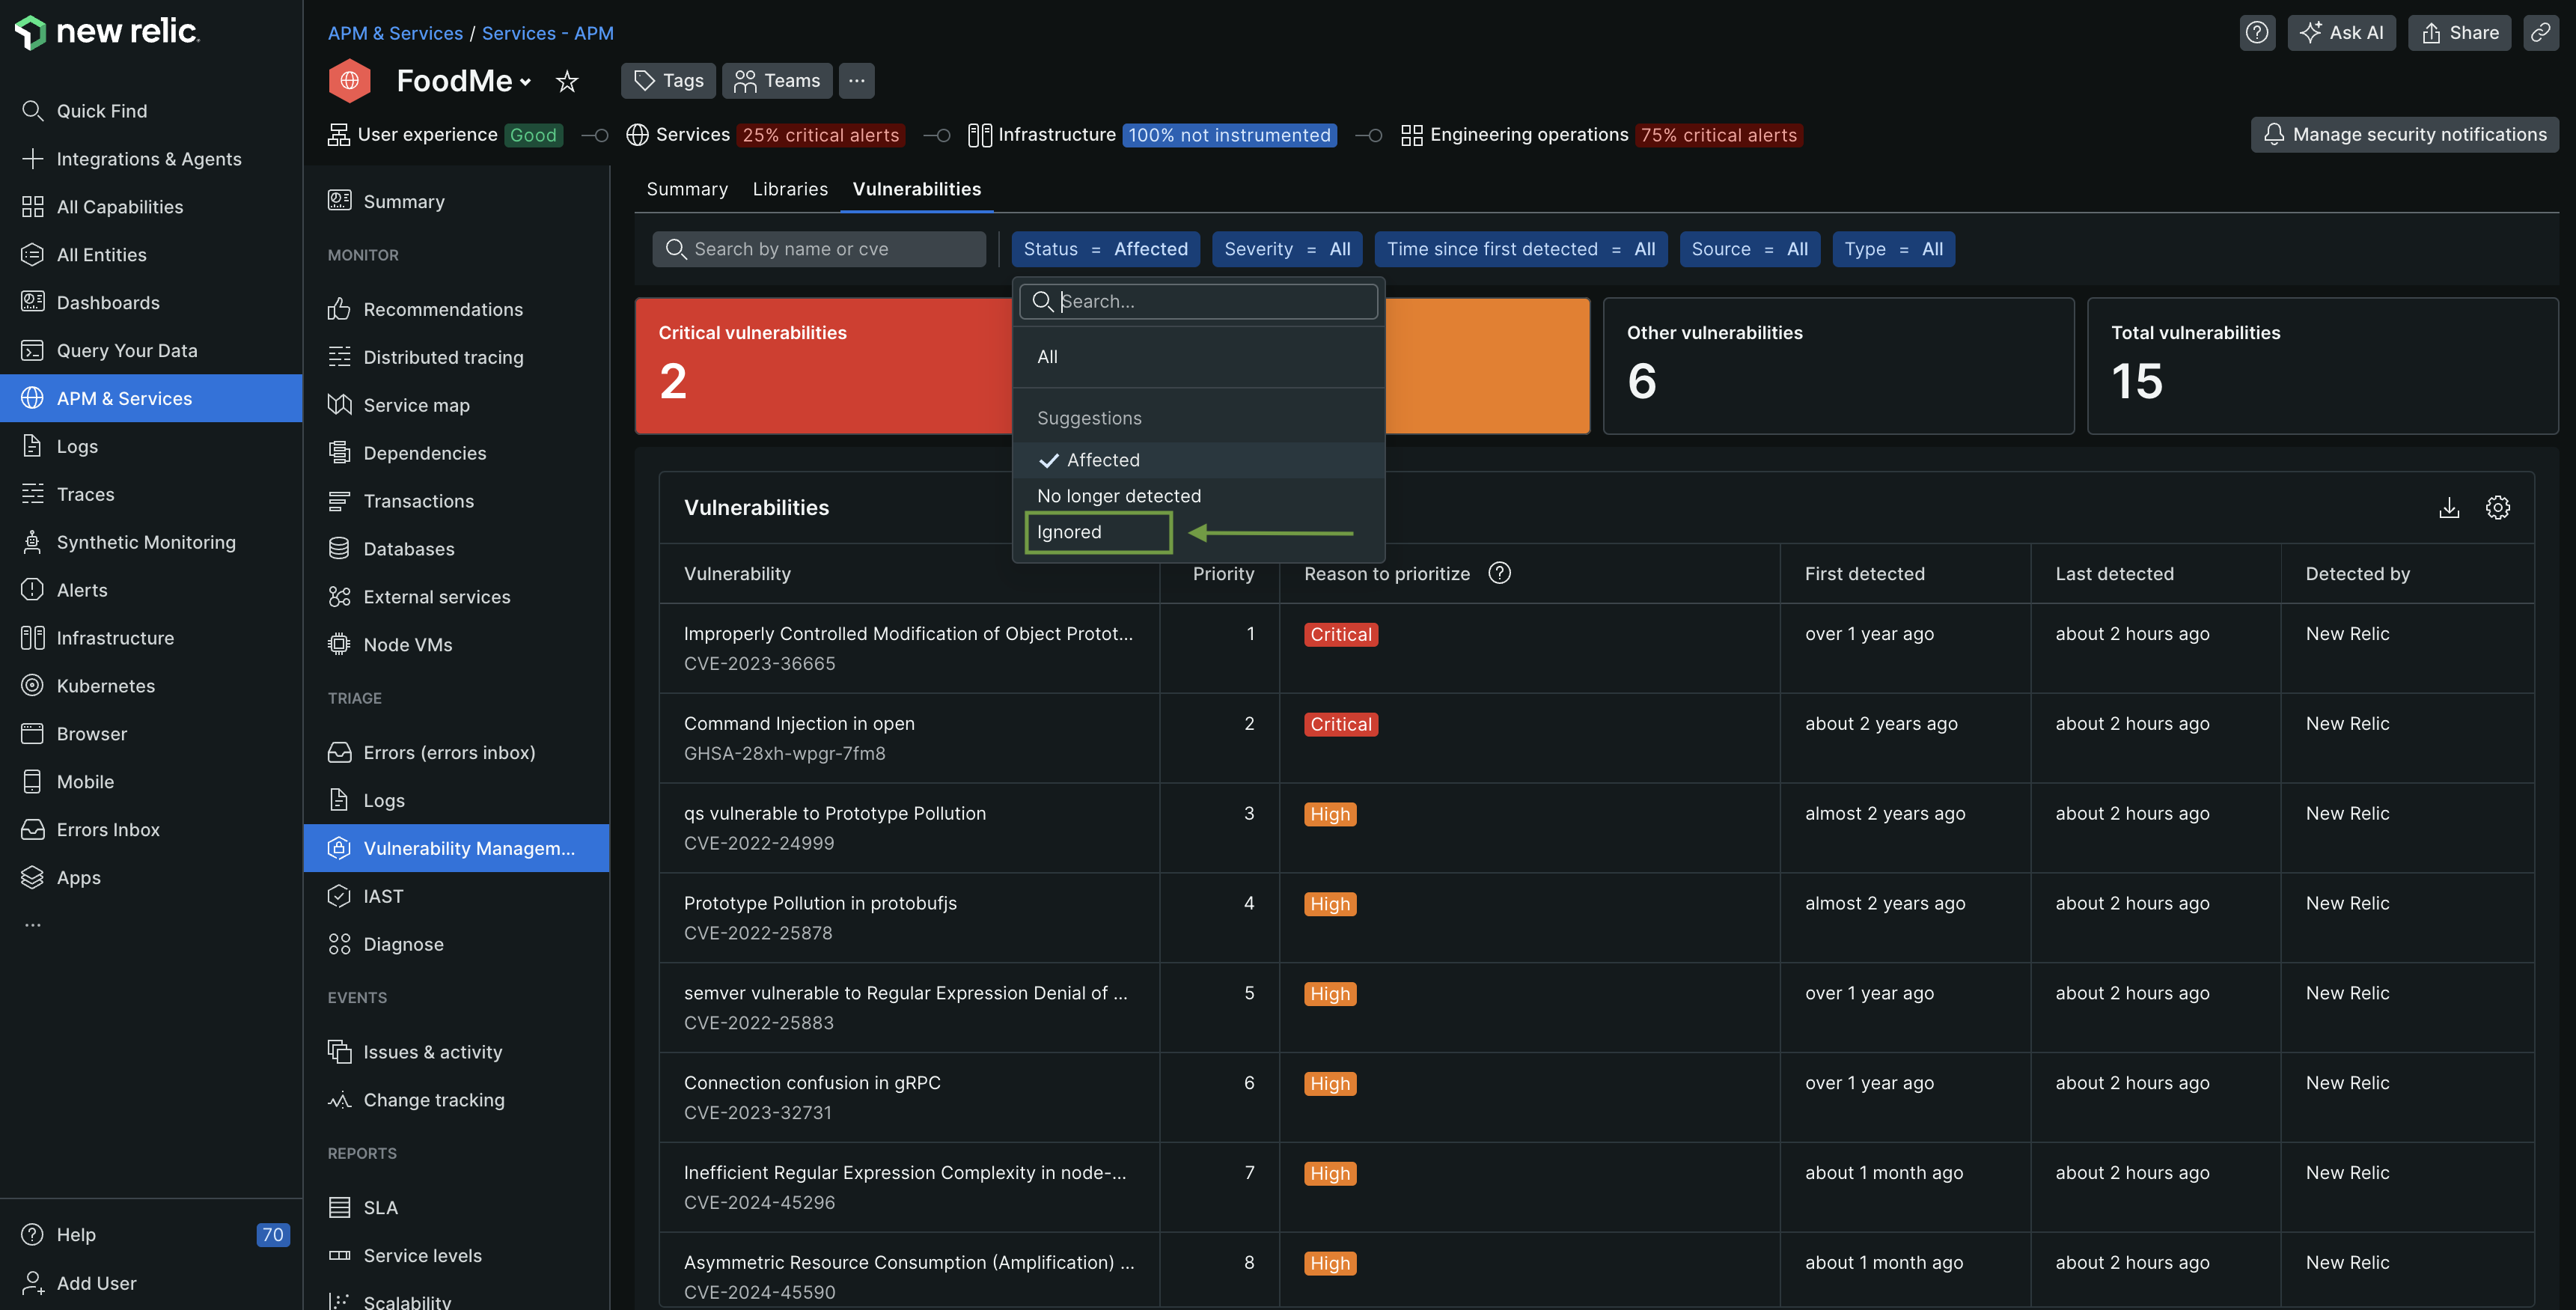 new relic
Quick Find
Integrations & Agents
All Capabilities
All Entities
Dashboards
Query Your Data
APM & Services
Logs
Traces
Synthetic Monitoring
Alerts
Infrastructure
Kubernetes
Browser
Mobile
Errors Inbox
Apps
...
Help 70
Add User
APM & Services / Services - APM
Ask AI
Share
FoodMe
Tags
Teams
...
User experience Good
Services 25% critical alerts
Infrastructure 100% not instrumented
Engineering operations 75% critical alerts
Manage security notifications
Summary
MONITOR
Recommendations
Distributed tracing
Service map
Dependencies
Transactions
Databases
External services
Node VMs
TRIAGE
Errors (errors inbox)
Logs
Vulnerability Managem...
IAST
Diagnose
EVENTS
Issues & activity
Change tracking
REPORTS
SLA
Service levels
Scalability
Summary Libraries Vulnerabilities
Search by name or cve
Status = Affected
Severity = All
Time since first detected = All
Source = All
Type = All
Search...
All
Suggestions
Affected
No longer detected
Ignored
Critical vulnerabilities
2
Other vulnerabilities
6
Total vulnerabilities
15
Vulnerabilities
Vulnerability Priority Reason to prioritize First detected Last detected Detected by
Improperly Controlled Modification of Object Protot... 1 Critical over 1 year ago about 2 hours ago New Relic
CVE-2023-36665
Command Injection in open 2 Critical about 2 years ago about 2 hours ago New Relic
GHSA-28xh-wpgr-7fm8
qs vulnerable to Prototype Pollution 3 High almost 2 years ago about 2 hours ago New Relic
CVE-2022-24999
Prototype Pollution in protobufjs 4 High almost 2 years ago about 2 hours ago New Relic
CVE-2022-25878
semver vulnerable to Regular Expression Denial of ... 5 High over 1 year ago about 2 hours ago New Relic
CVE-2022-25883
Connection confusion in gRPC 6 High over 1 year ago about 2 hours ago New Relic
CVE-2023-32731
Inefficient Regular Expression Complexity in node-... 7 High about 1 month ago about 2 hours ago New Relic
CVE-2024-45296
Asymmetric Resource Consumption (Amplification) ... 8 High about 1 month ago about 2 hours ago New Relic
CVE-2024-45590